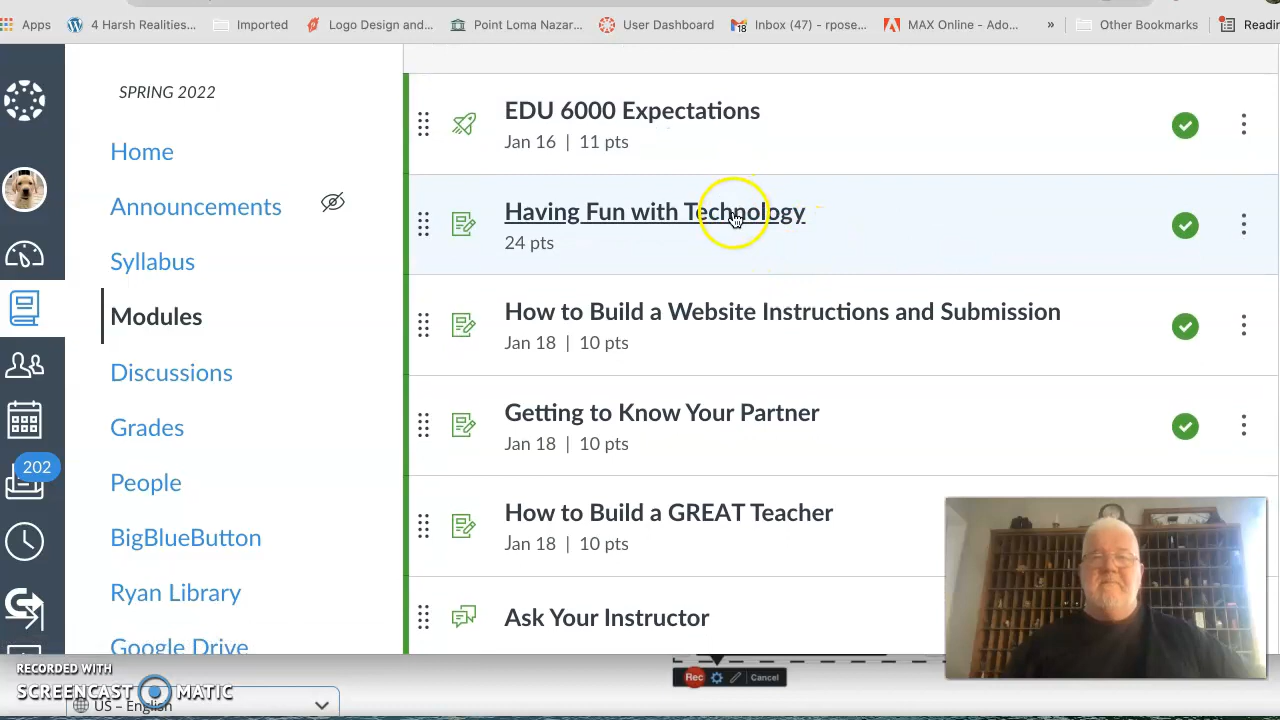 Apps
4 Harsh Realities...
Imported
Logo Design and...
Point Loma Nazar...
User Dashboard
Inbox (47) - rpose...
MAX Online - Ado...
»
Other Bookmarks
Readin
SPRING 2022
Home
Announcements
Syllabus
Modules
Discussions
Grades
People
BigBlueButton
Ryan Library
Google Drive
202
EDU 6000 Expectations
Jan 16 | 11 pts
Having Fun with Technology
24 pts
How to Build a Website Instructions and Submission
Jan 18 | 10 pts
Getting to Know Your Partner
Jan 18 | 10 pts
How to Build a GREAT Teacher
Jan 18 | 10 pts
Ask Your Instructor
Rec
Cancel
RECORDED WITH
SCREENCAST MATIC
US – English